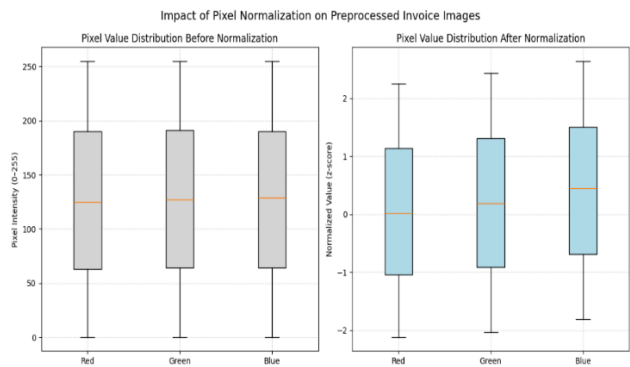 Impact of Pixel Normalization on Preprocessed Invoice Images
Pixel Value Distribution Before Normalization
Pixel Intensity (0–255)
250
200
150
100
50
0
Red Green Blue
Pixel Value Distribution After Normalization
Normalized Value (z-score)
2
1
0
−1
−2
Red Green Blue